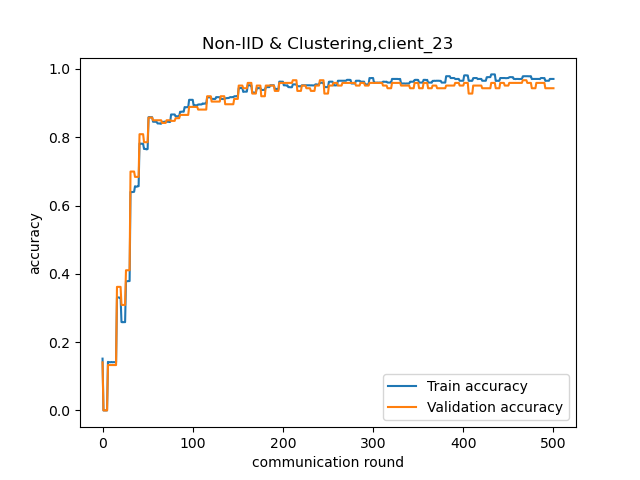 Non-IID & Clustering,client_23
accuracy
1.0
0.8
0.6
0.4
0.2
0.0
0 100 200 300 400 500
communication round
Train accuracy
Validation accuracy